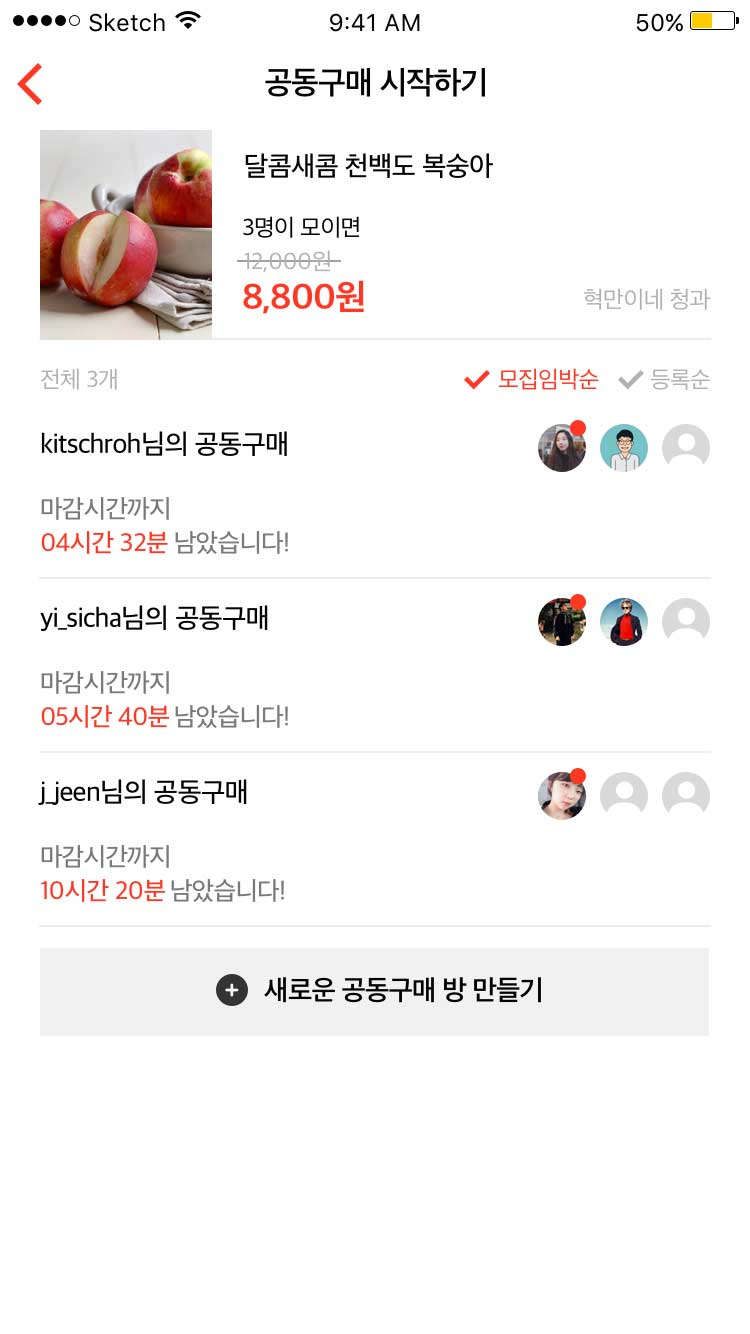 Sketch 9:41 AM 50%
공동구매 시작하기
달콤새콤 천백도 복숭아
3명이 모이면
12,000원
8,800원 혁만이네 청과
전체 3개 모집임박순 등록순
kitschroh님의 공동구매
마감시간까지
04시간 32분 남았습니다!
yi_sicha님의 공동구매
마감시간까지
05시간 40분 남았습니다!
j_jeen님의 공동구매
마감시간까지
10시간 20분 남았습니다!
새로운 공동구매 방 만들기